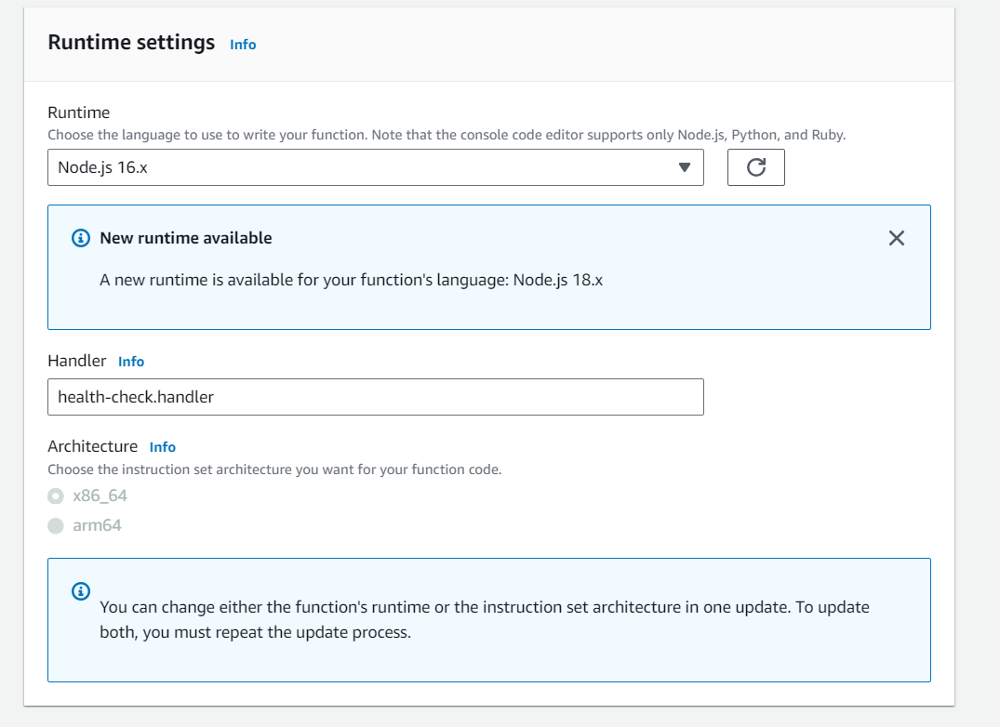 Runtime settings Info
Runtime
Choose the language to use to write your function. Note that the console code editor supports only Node.js, Python, and Ruby.
Node.js 16.x
New runtime available
A new runtime is available for your function's language: Node.js 18.x
Handler Info
health-check.handler
Architecture Info
Choose the instruction set architecture you want for your function code.
x86_64
arm64
You can change either the function's runtime or the instruction set architecture in one update. To update
both, you must repeat the update process.